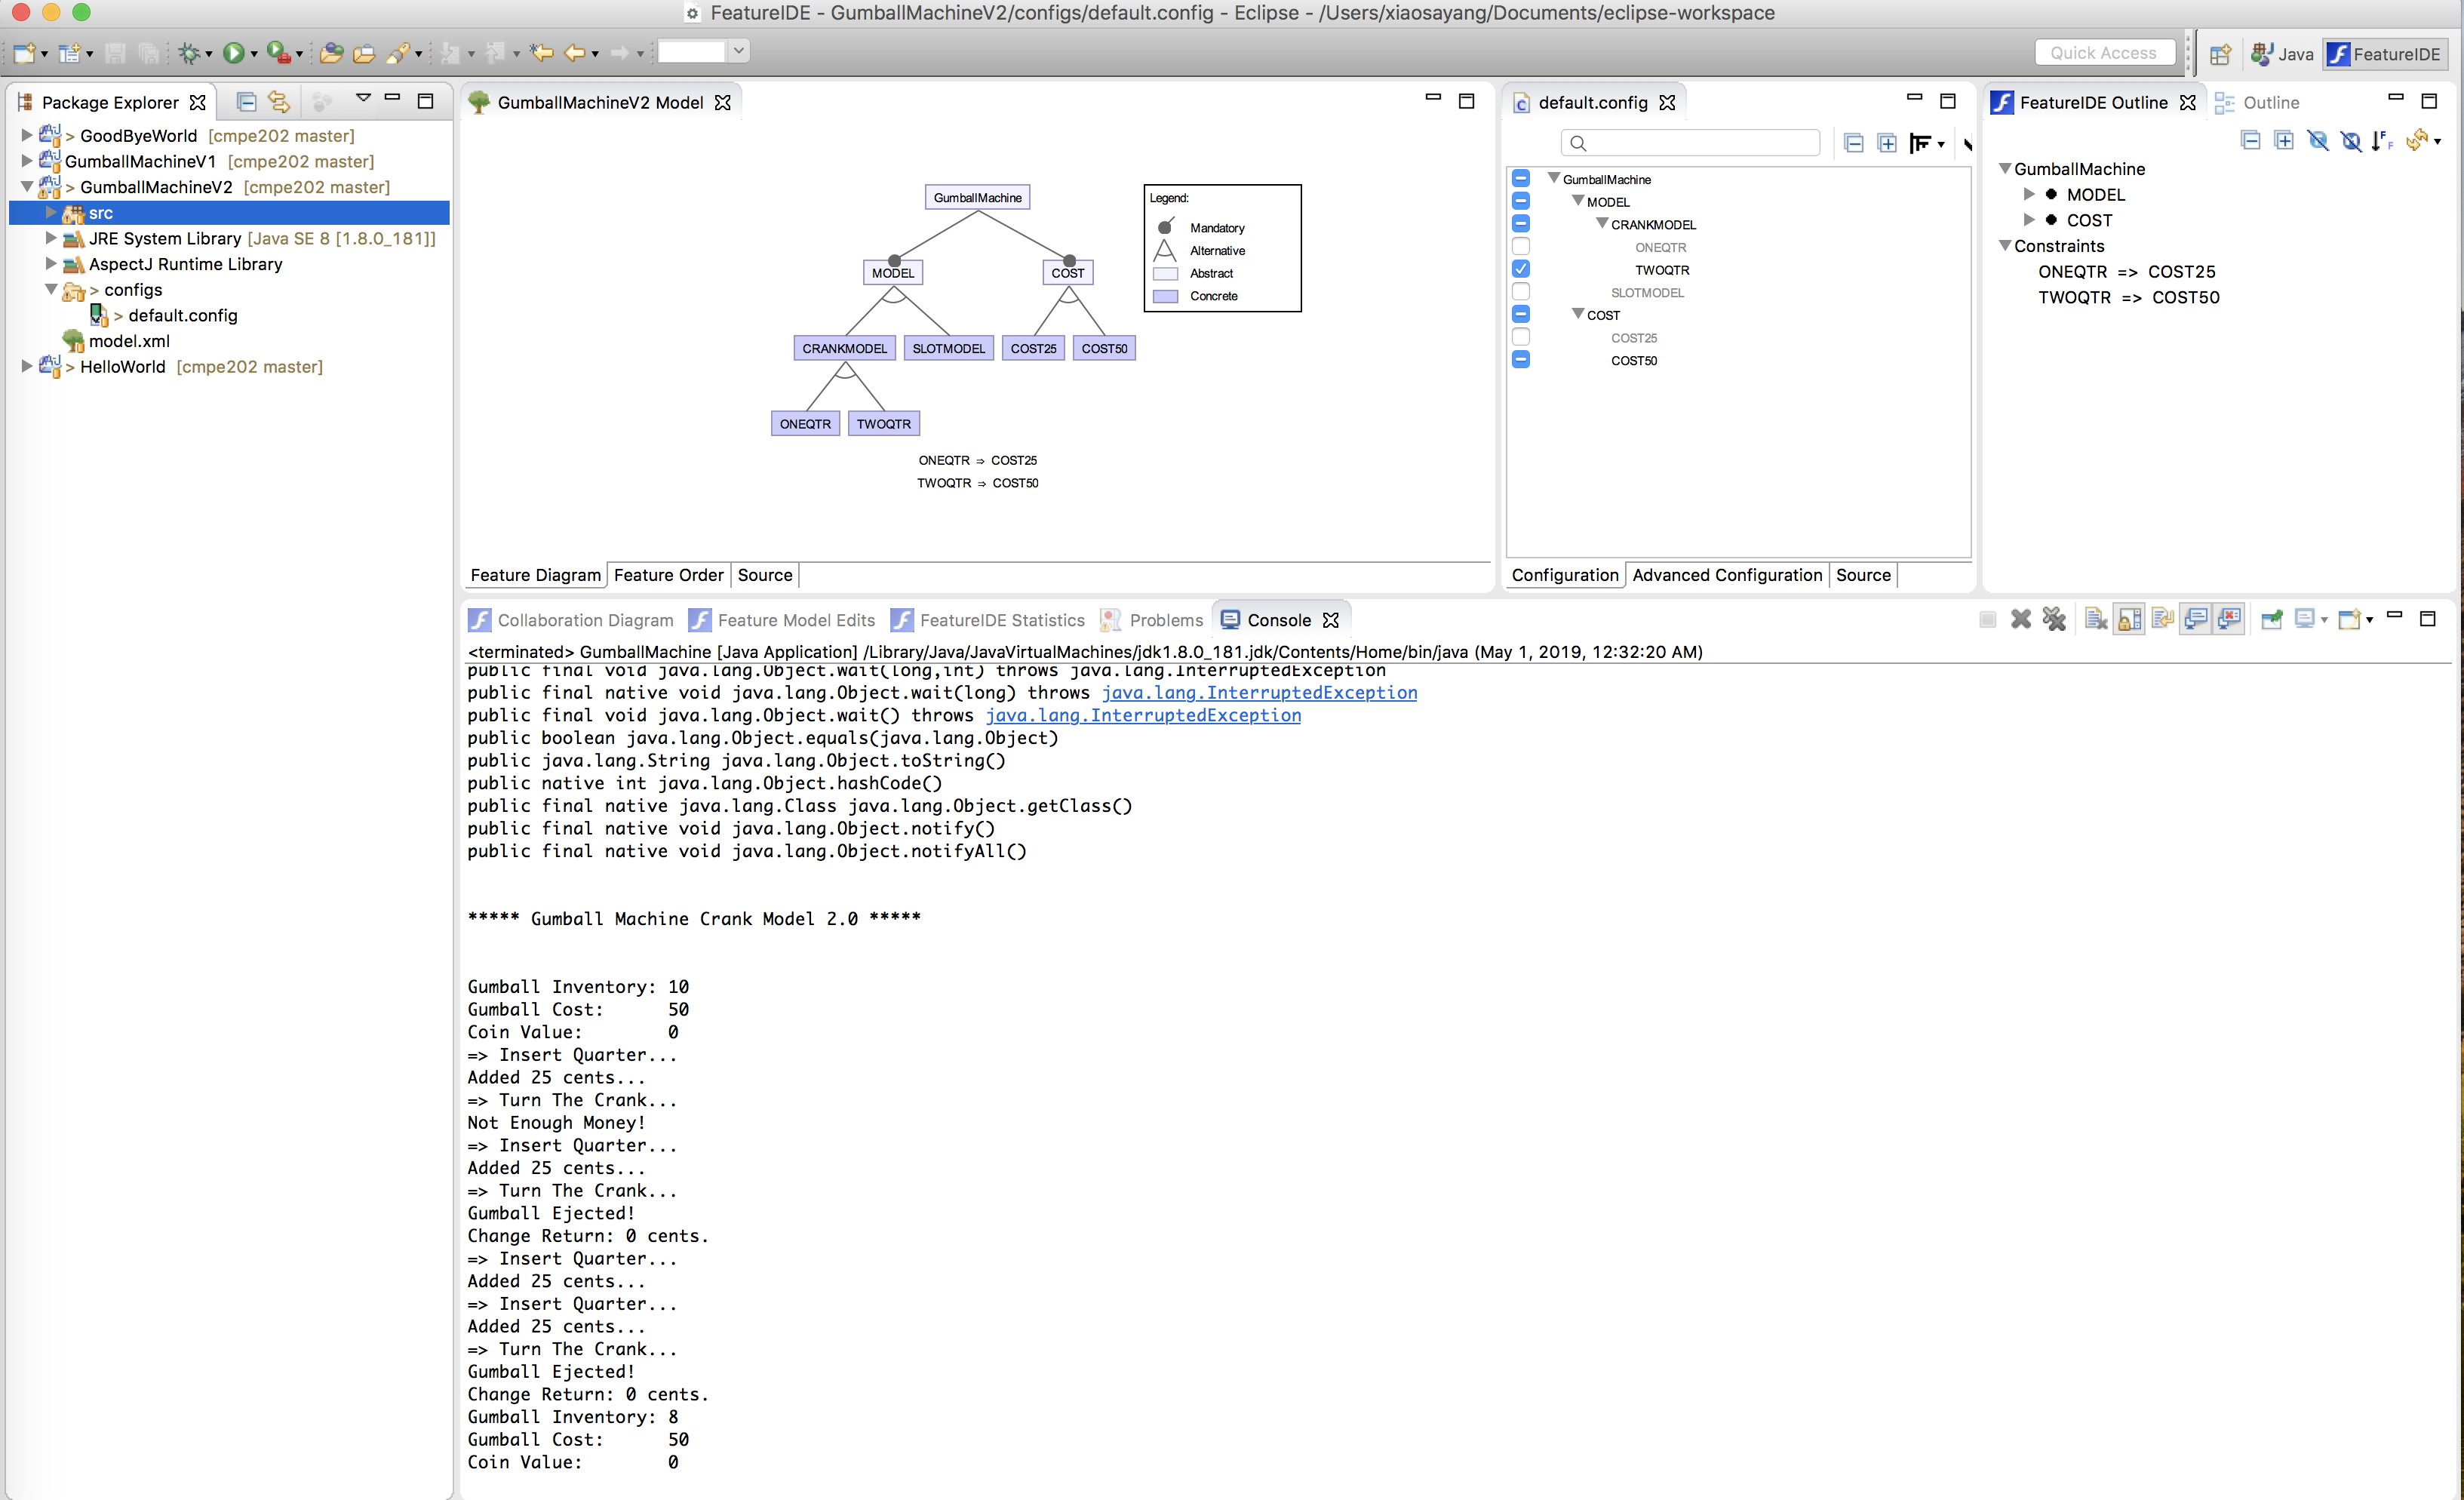 FeatureIDE - GumballMachineV2/configs/default.config - Eclipse - /Users/xiaosayang/Documents/eclipse-workspace
Quick Access
Java
FeatureIDE
Package Explorer
> GoodByeWorld [cmpe202 master]
GumballMachineV1 [cmpe202 master]
> GumballMachineV2 [cmpe202 master]
src
JRE System Library [Java SE 8 [1.8.0_181]]
AspectJ Runtime Library
> configs
> default.config
model.xml
> HelloWorld [cmpe202 master]
GumballMachineV2 Model
GumballMachine
MODEL COST
CRANKMODEL SLOTMODEL COST25 COST50
ONEQTR TWOQTR
ONEQTR ⇒ COST25
TWOQTR ⇒ COST50
Legend:
Mandatory
Alternative
Abstract
Concrete
Feature Diagram Feature Order Source
default.config
GumballMachine
MODEL
CRANKMODEL
ONEQTR
TWOQTR
SLOTMODEL
COST
COST25
COST50
Configuration Advanced Configuration Source
FeatureIDE Outline Outline
GumballMachine
MODEL
COST
Constraints
ONEQTR => COST25
TWOQTR => COST50
Collaboration Diagram Feature Model Edits FeatureIDE Statistics Problems Console
<terminated> GumballMachine [Java Application] /Library/Java/JavaVirtualMachines/jdk1.8.0_181.jdk/Contents/Home/bin/java (May 1, 2019, 12:32:20 AM)
public final void java.lang.Object.wait(long,int) throws java.lang.InterruptedException
public final native void java.lang.Object.wait(long) throws java.lang.InterruptedException
public final void java.lang.Object.wait() throws java.lang.InterruptedException
public boolean java.lang.Object.equals(java.lang.Object)
public java.lang.String java.lang.Object.toString()
public native int java.lang.Object.hashCode()
public final native java.lang.Class java.lang.Object.getClass()
public final native void java.lang.Object.notify()
public final native void java.lang.Object.notifyAll()
***** Gumball Machine Crank Model 2.0 *****
Gumball Inventory: 10
Gumball Cost: 50
Coin Value: 0
=> Insert Quarter...
Added 25 cents...
=> Turn The Crank...
Not Enough Money!
=> Insert Quarter...
Added 25 cents...
=> Turn The Crank...
Gumball Ejected!
Change Return: 0 cents.
=> Insert Quarter...
Added 25 cents...
=> Insert Quarter...
Added 25 cents...
=> Turn The Crank...
Gumball Ejected!
Change Return: 0 cents.
Gumball Inventory: 8
Gumball Cost: 50
Coin Value: 0